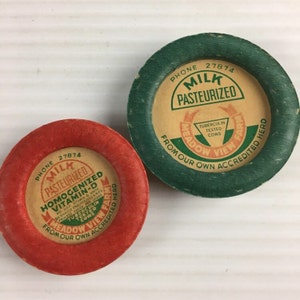 PHONE 27874
MILK
PASTEURIZED
TUBERCULIN
TESTED
COWS
MEADOW VIEW FARM
FROM OUR OWN ACCREDITED HERD
PHONE 27874
MILK
PASTEURIZED
HOMOGENIZED
VITAMIN-D
MEADOW VIEW FARM
FROM OUR OWN ACCREDITED HERD